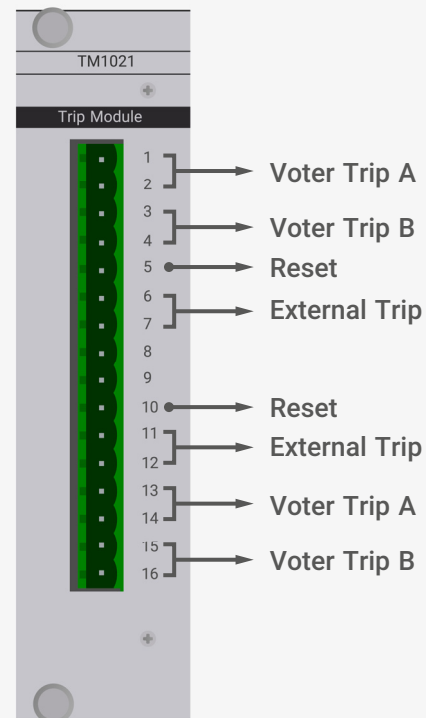 TM1021
Trip Module
1
2
Voter Trip A
3
4
Voter Trip B
5
Reset
6
7
External Trip
8
9
10
Reset
11
12
External Trip
13
14
Voter Trip A
15
16
Voter Trip B